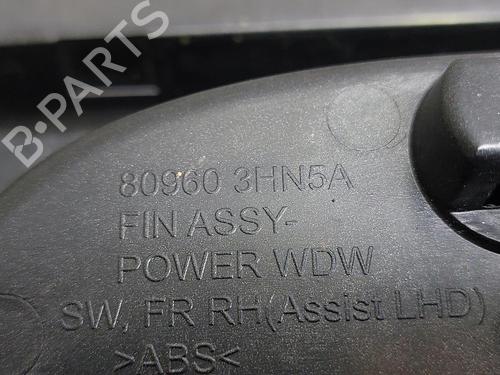 B-PARTS
80960 3HN5A
FIN ASSY-
POWER WDW
SW, FR RH(Assist LHD)
>ABS<